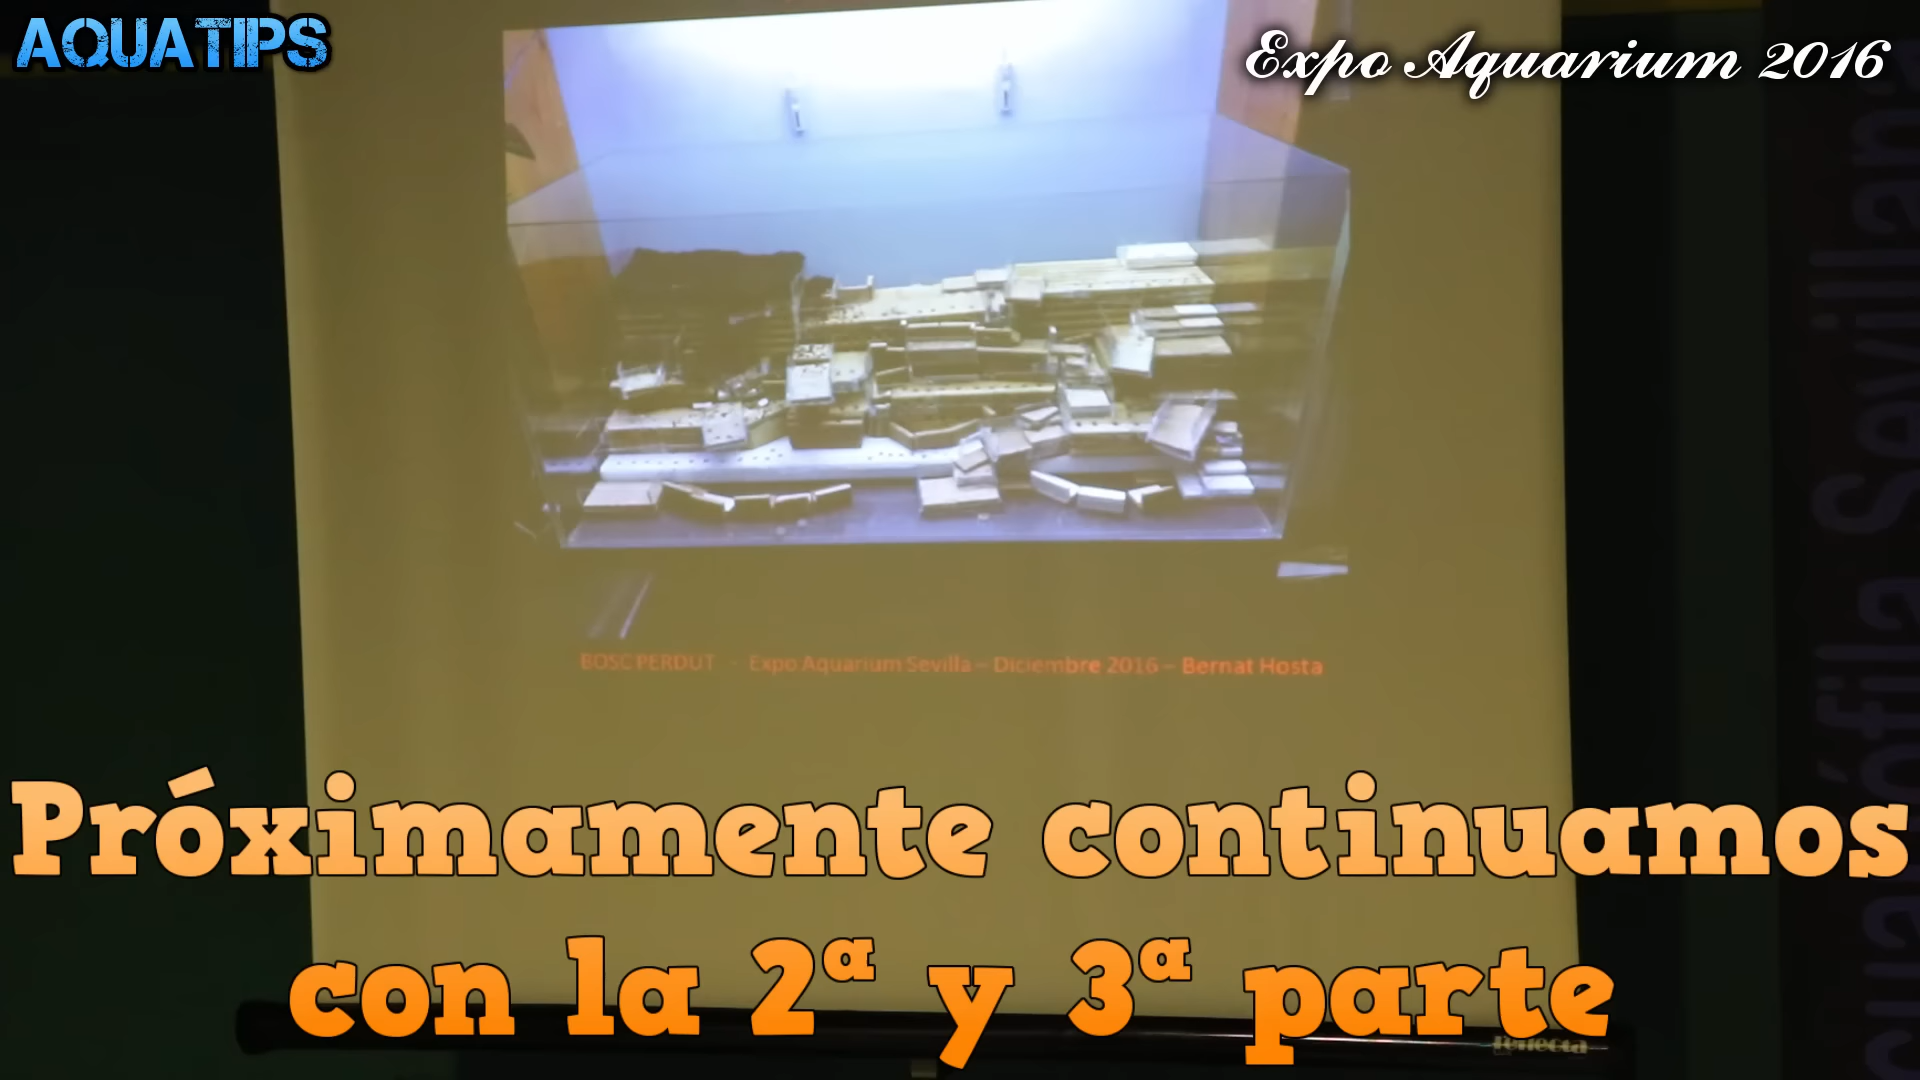 AQUATIPS
Expo Aquarium 2016
BOSC PERDUT - Expo Aquarium Sevilla – Diciembre 2016 – Bernat Hosta
Próximamente continuamos
con la 2ª y 3ª parte
Sevillana